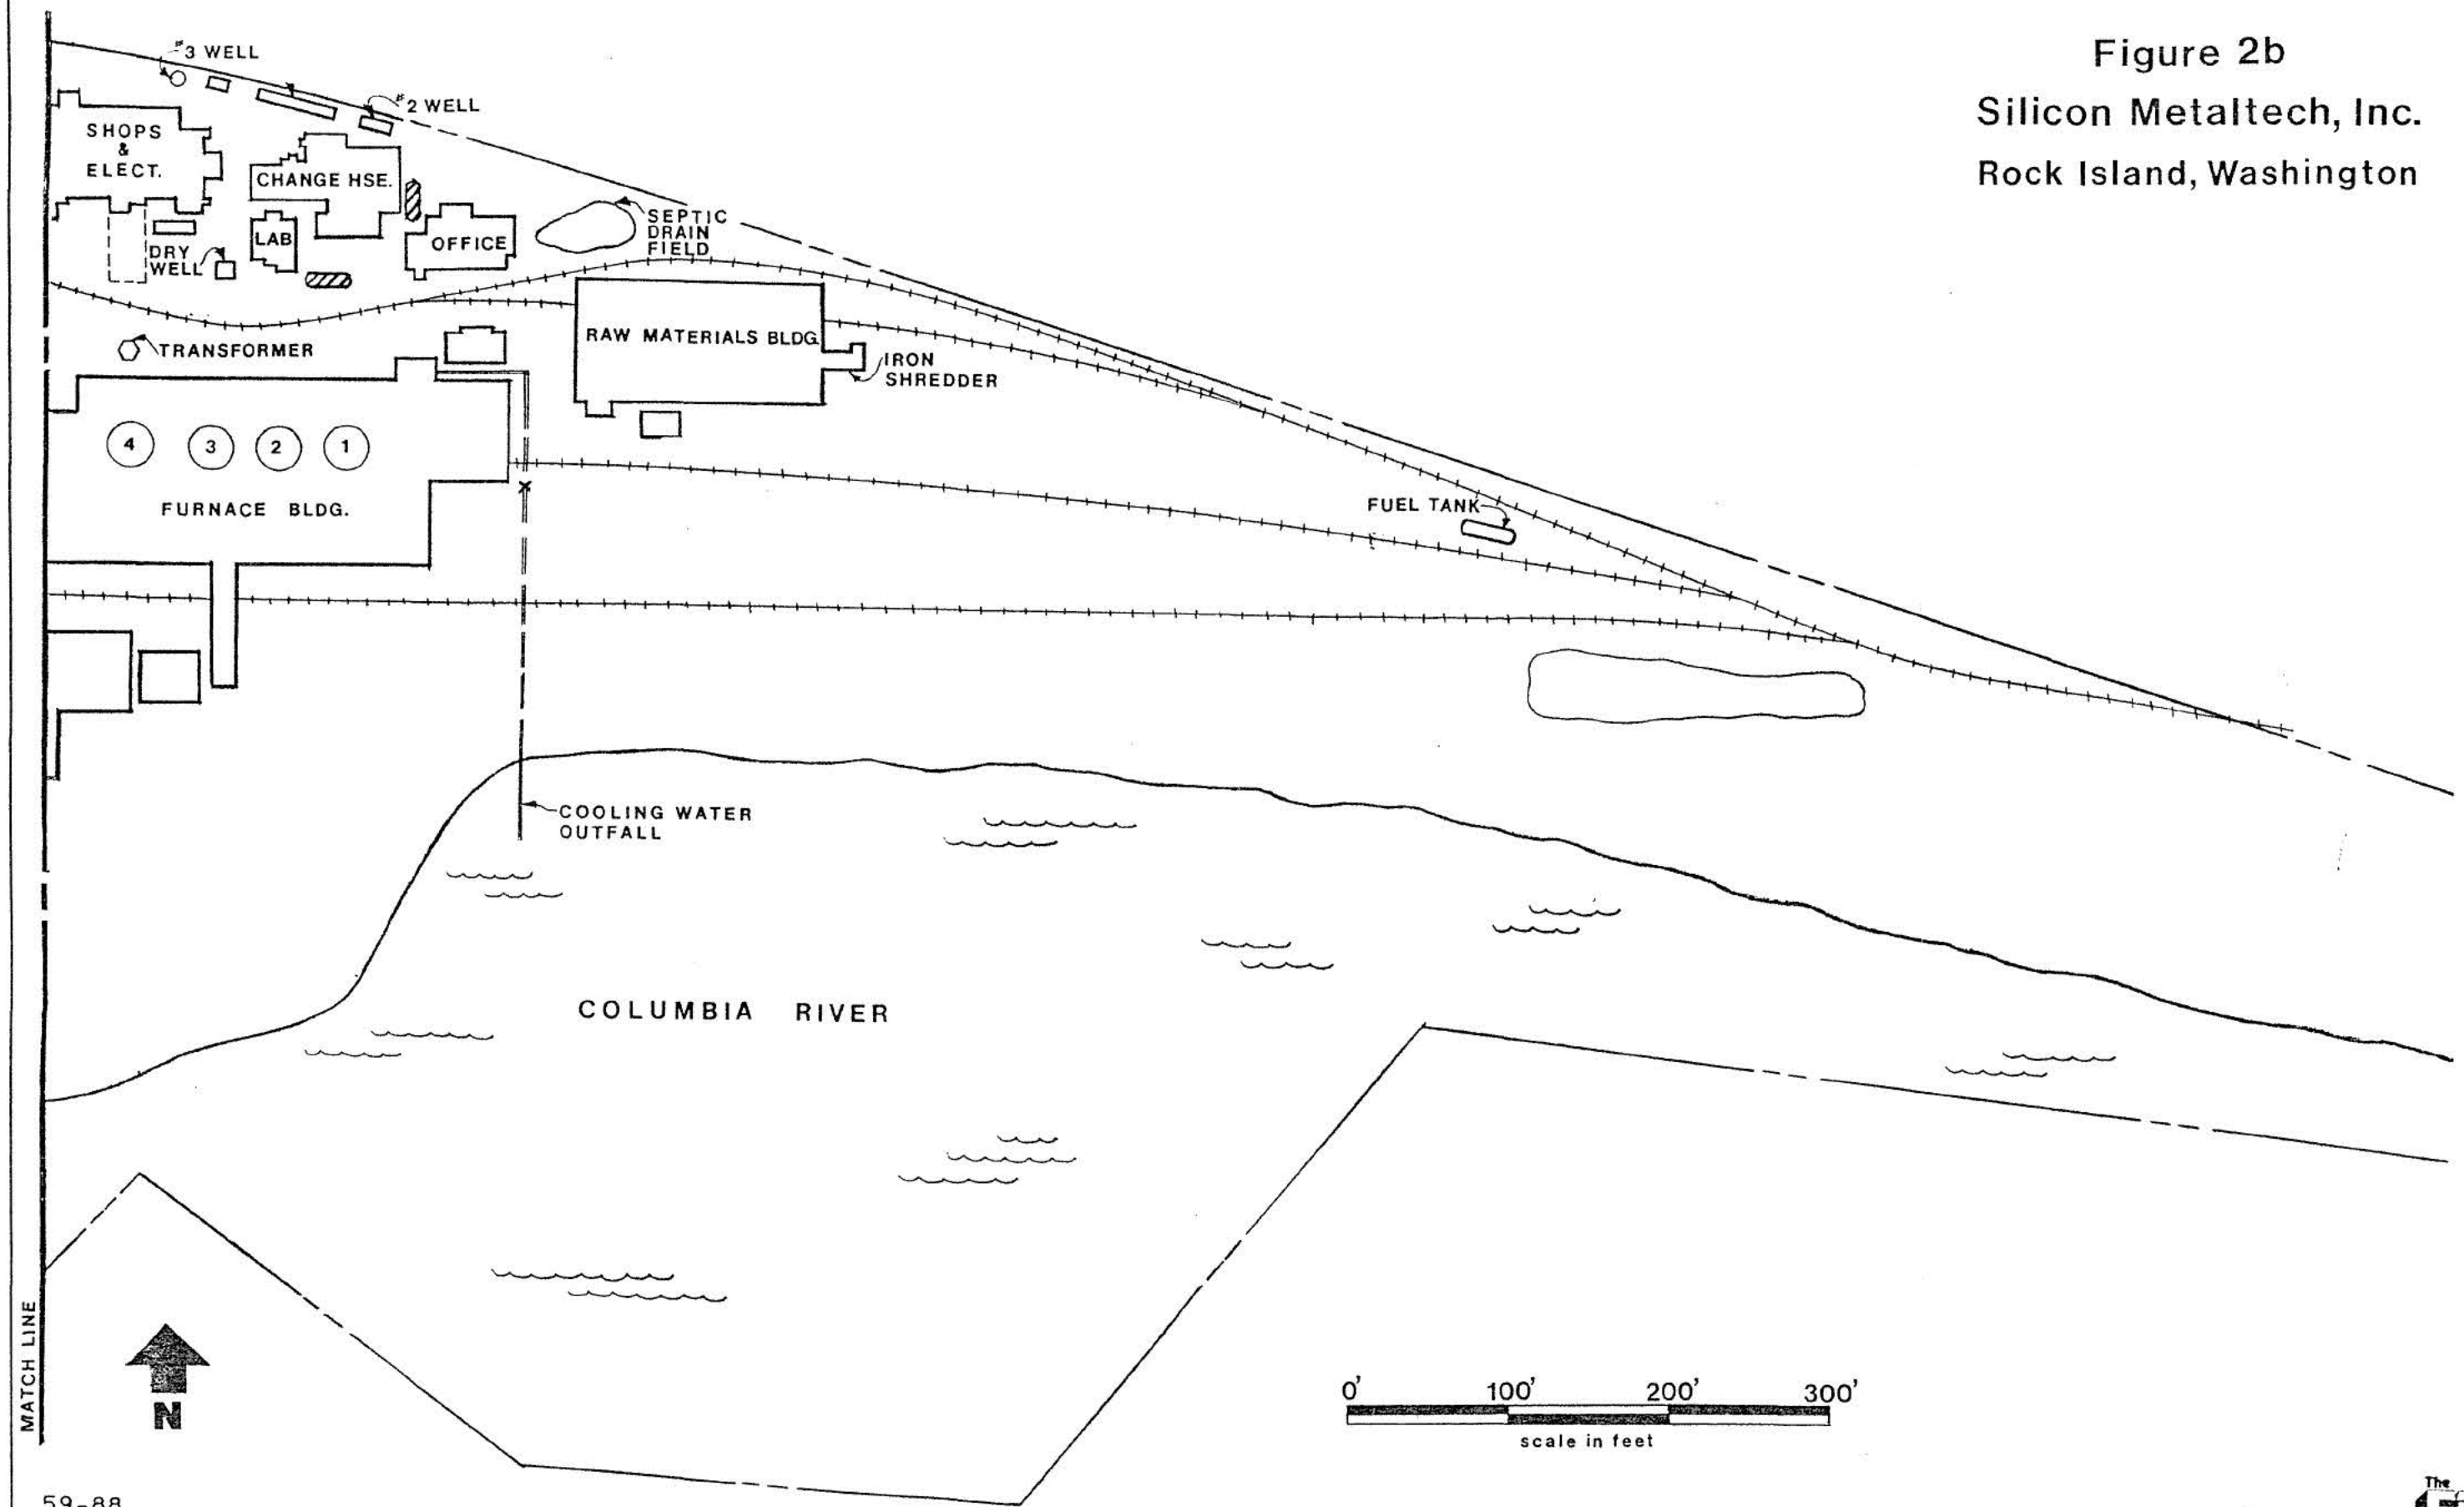 Figure 2b
Silicon Metaltech, Inc.
Rock Island, Washington
#3 WELL
#2 WELL
SHOPS
&
ELECT.
CHANGE HSE.
SEPTIC
DRAIN
FIELD
LAB
OFFICE
DRY
WELL
RAW MATERIALS BLDG.
TRANSFORMER
IRON
SHREDDER
4 3 2 1
FURNACE BLDG.
FUEL TANK
COOLING WATER
OUTFALL
COLUMBIA RIVER
MATCH LINE
N
0' 100' 200' 300'
scale in feet
59-88
The